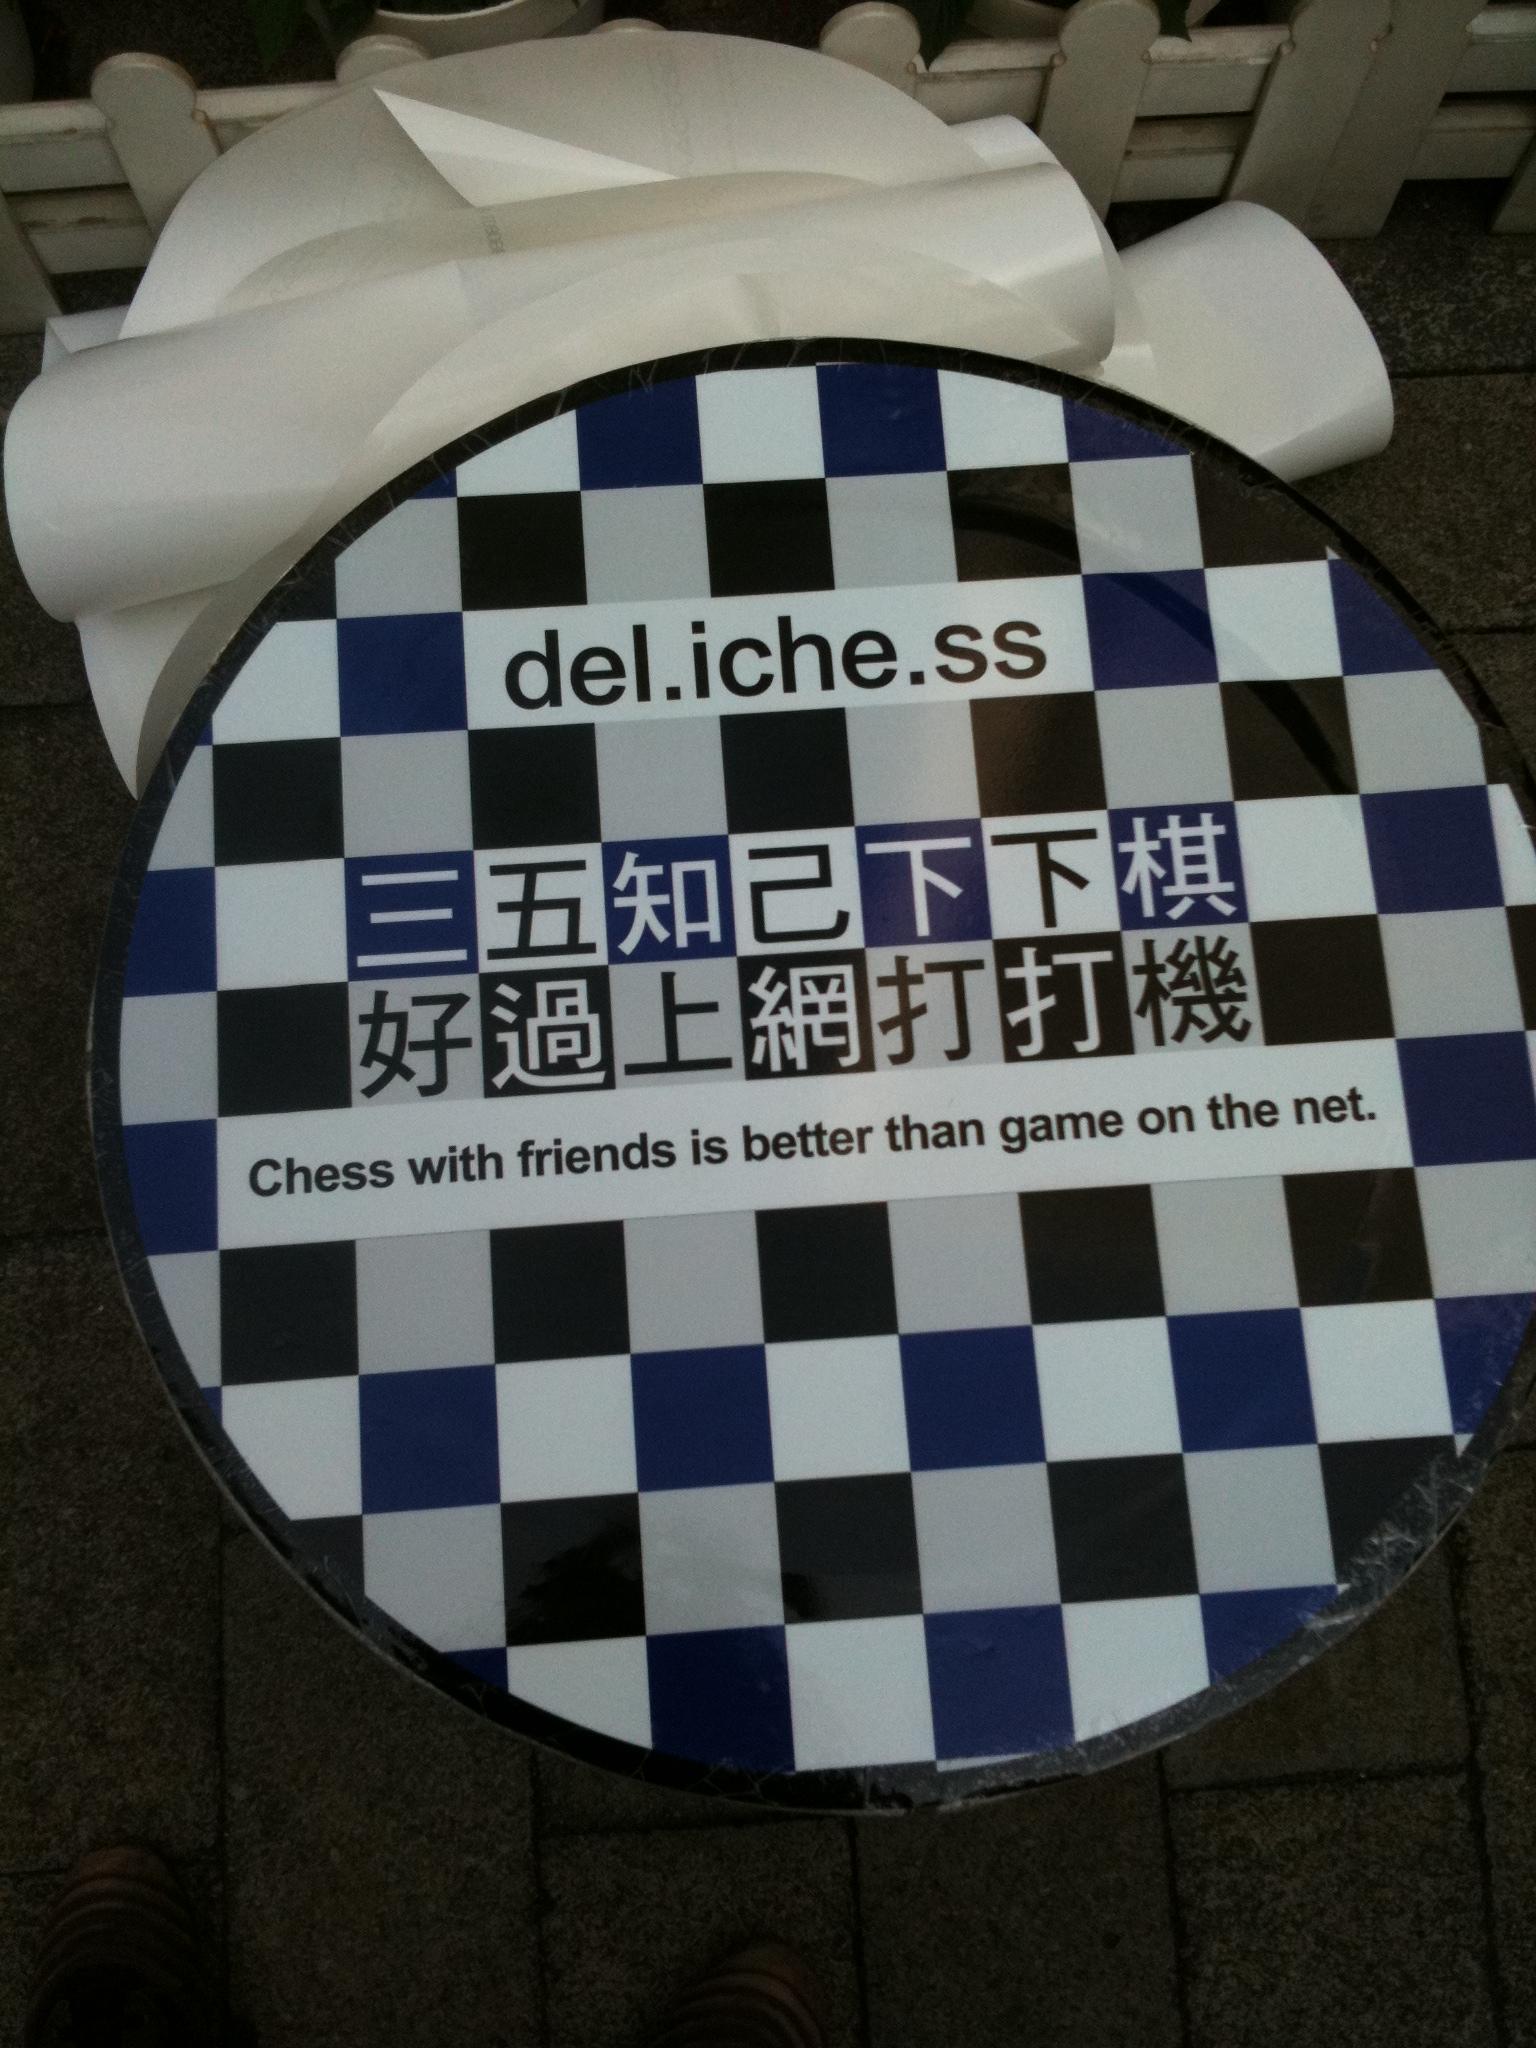 del.iche.ss
三五知己下下棋
好過上網打打機
Chess with friends is better than game on the net.